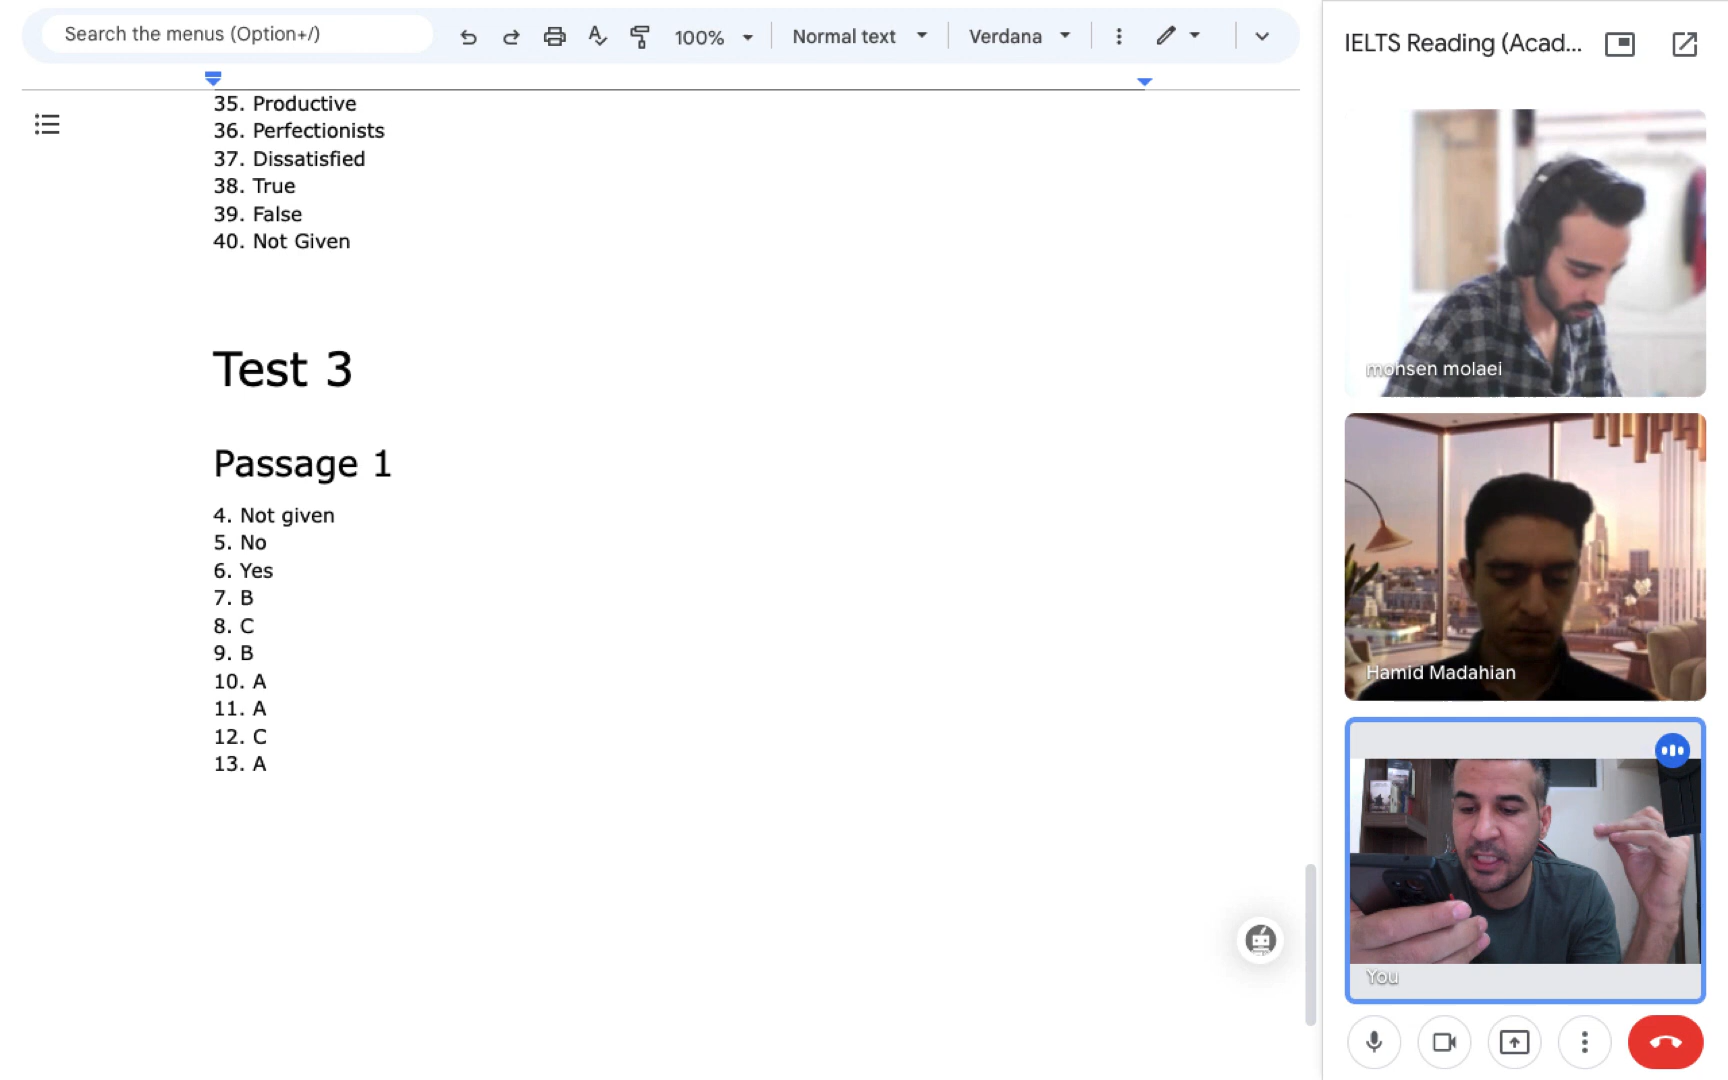 Search the menus (Option+/)
100%
Normal text
Verdana
IELTS Reading (Acad...
35. Productive
36. Perfectionists
37. Dissatisfied
38. True
39. False
40. Not Given
Test 3
Passage 1
4. Not given
5. No
6. Yes
7. B
8. C
9. B
10. A
11. A
12. C
13. A
mohsen molaei
Hamid Madahian
You